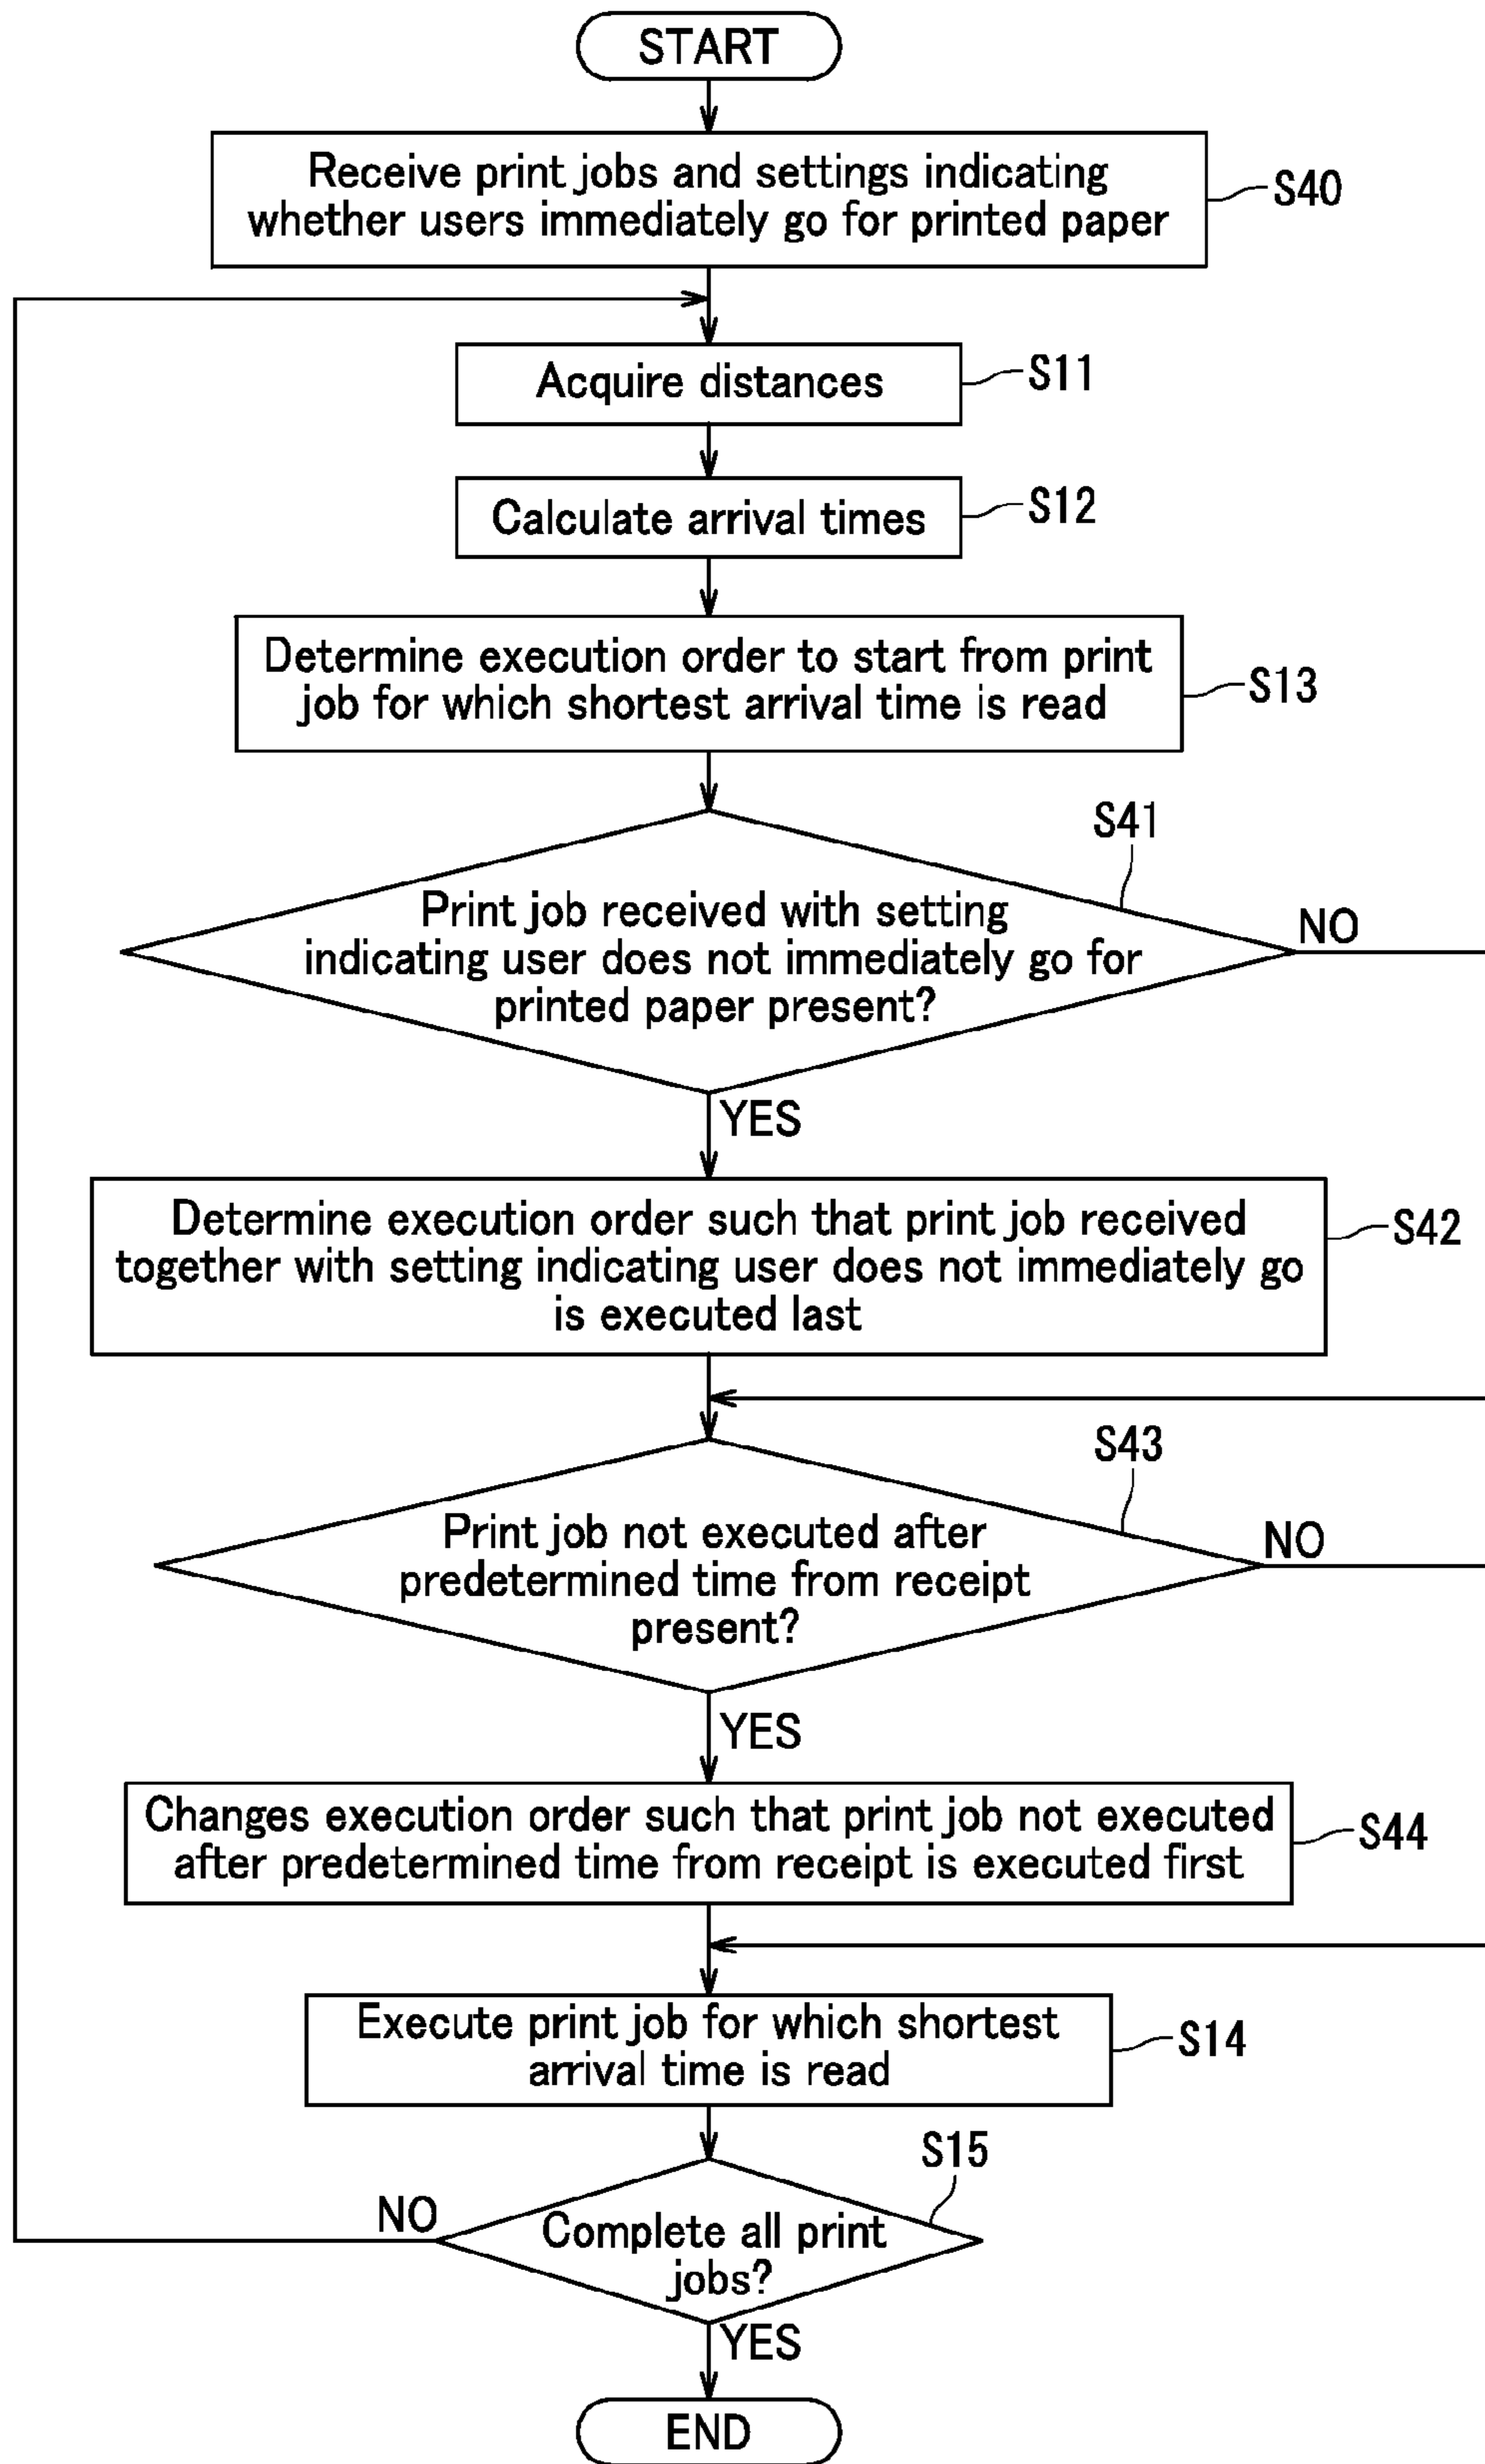 START
Receive print jobs and settings indicating
whether users immediately go for printed paper
S40
Acquire distances
S11
Calculate arrival times
S12
Determine execution order to start from print
job for which shortest arrival time is read
S13
S41
Print job received with setting
indicating user does not immediately go for
printed paper present?
NO
YES
Determine execution order such that print job received
together with setting indicating user does not immediately go
is executed last
S42
S43
Print job not executed after
predetermined time from receipt
present?
NO
YES
Changes execution order such that print job not executed
after predetermined time from receipt is executed first
S44
Execute print job for which shortest
arrival time is read
S14
S15
NO
Complete all print
jobs?
YES
END